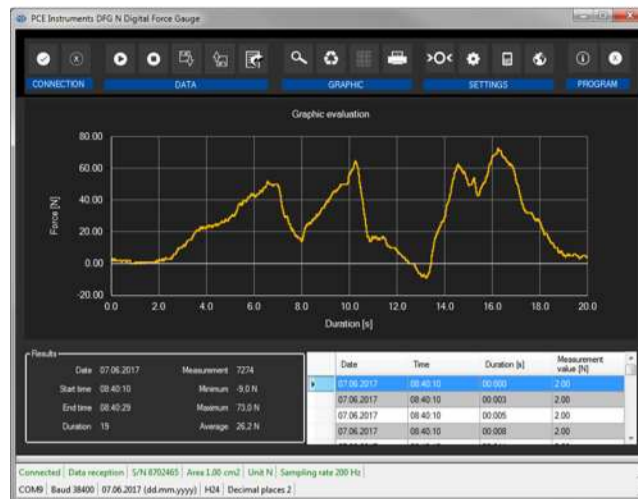 PCE Instruments DFG N Digital Force Gauge
CONNECTION DATA GRAPHIC SETTINGS PROGRAM
Graphic evaluation
80.00
60.00
40.00
20.00
0.00
-20.00
Force [N]
0.0 2.0 4.0 6.0 8.0 10.0 12.0 14.0 16.0 18.0 20.0
Duration [s]
Results
Date 07.06.2017 Measurement 7274
Start time 08:40:10 Minimum -9,0 N
End time 08:40:29 Maximum 73,0 N
Duration 19 Average 26,2 N
Date Time Duration [s] Measurement value [N]
07.06.2017 08:40:10 00:000 2.00
07.06.2017 08:40:10 00:003 2.00
07.06.2017 08:40:10 00:005 2.00
07.06.2017 08:40:10 00:008 2.00
Connected Data reception S/N 8702465 Area 1.00 cm2 Unit N Sampling rate 200 Hz
COM9 Baud 38400 07.06.2017 (dd.mm.yyyy) H24 Decimal places 2